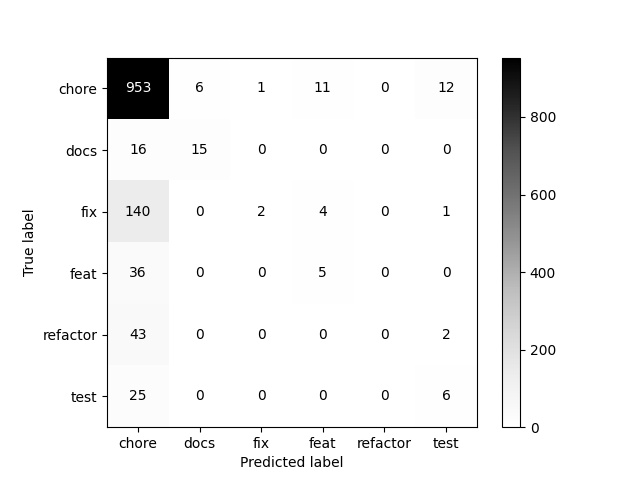 chore 953 6 1 11 0 12
docs 16 15 0 0 0 0
fix 140 0 2 4 0 1
feat 36 0 0 5 0 0
refactor 43 0 0 0 0 2
test 25 0 0 0 0 6
chore docs fix feat refactor test
Predicted label
True label
800
600
400
200
0